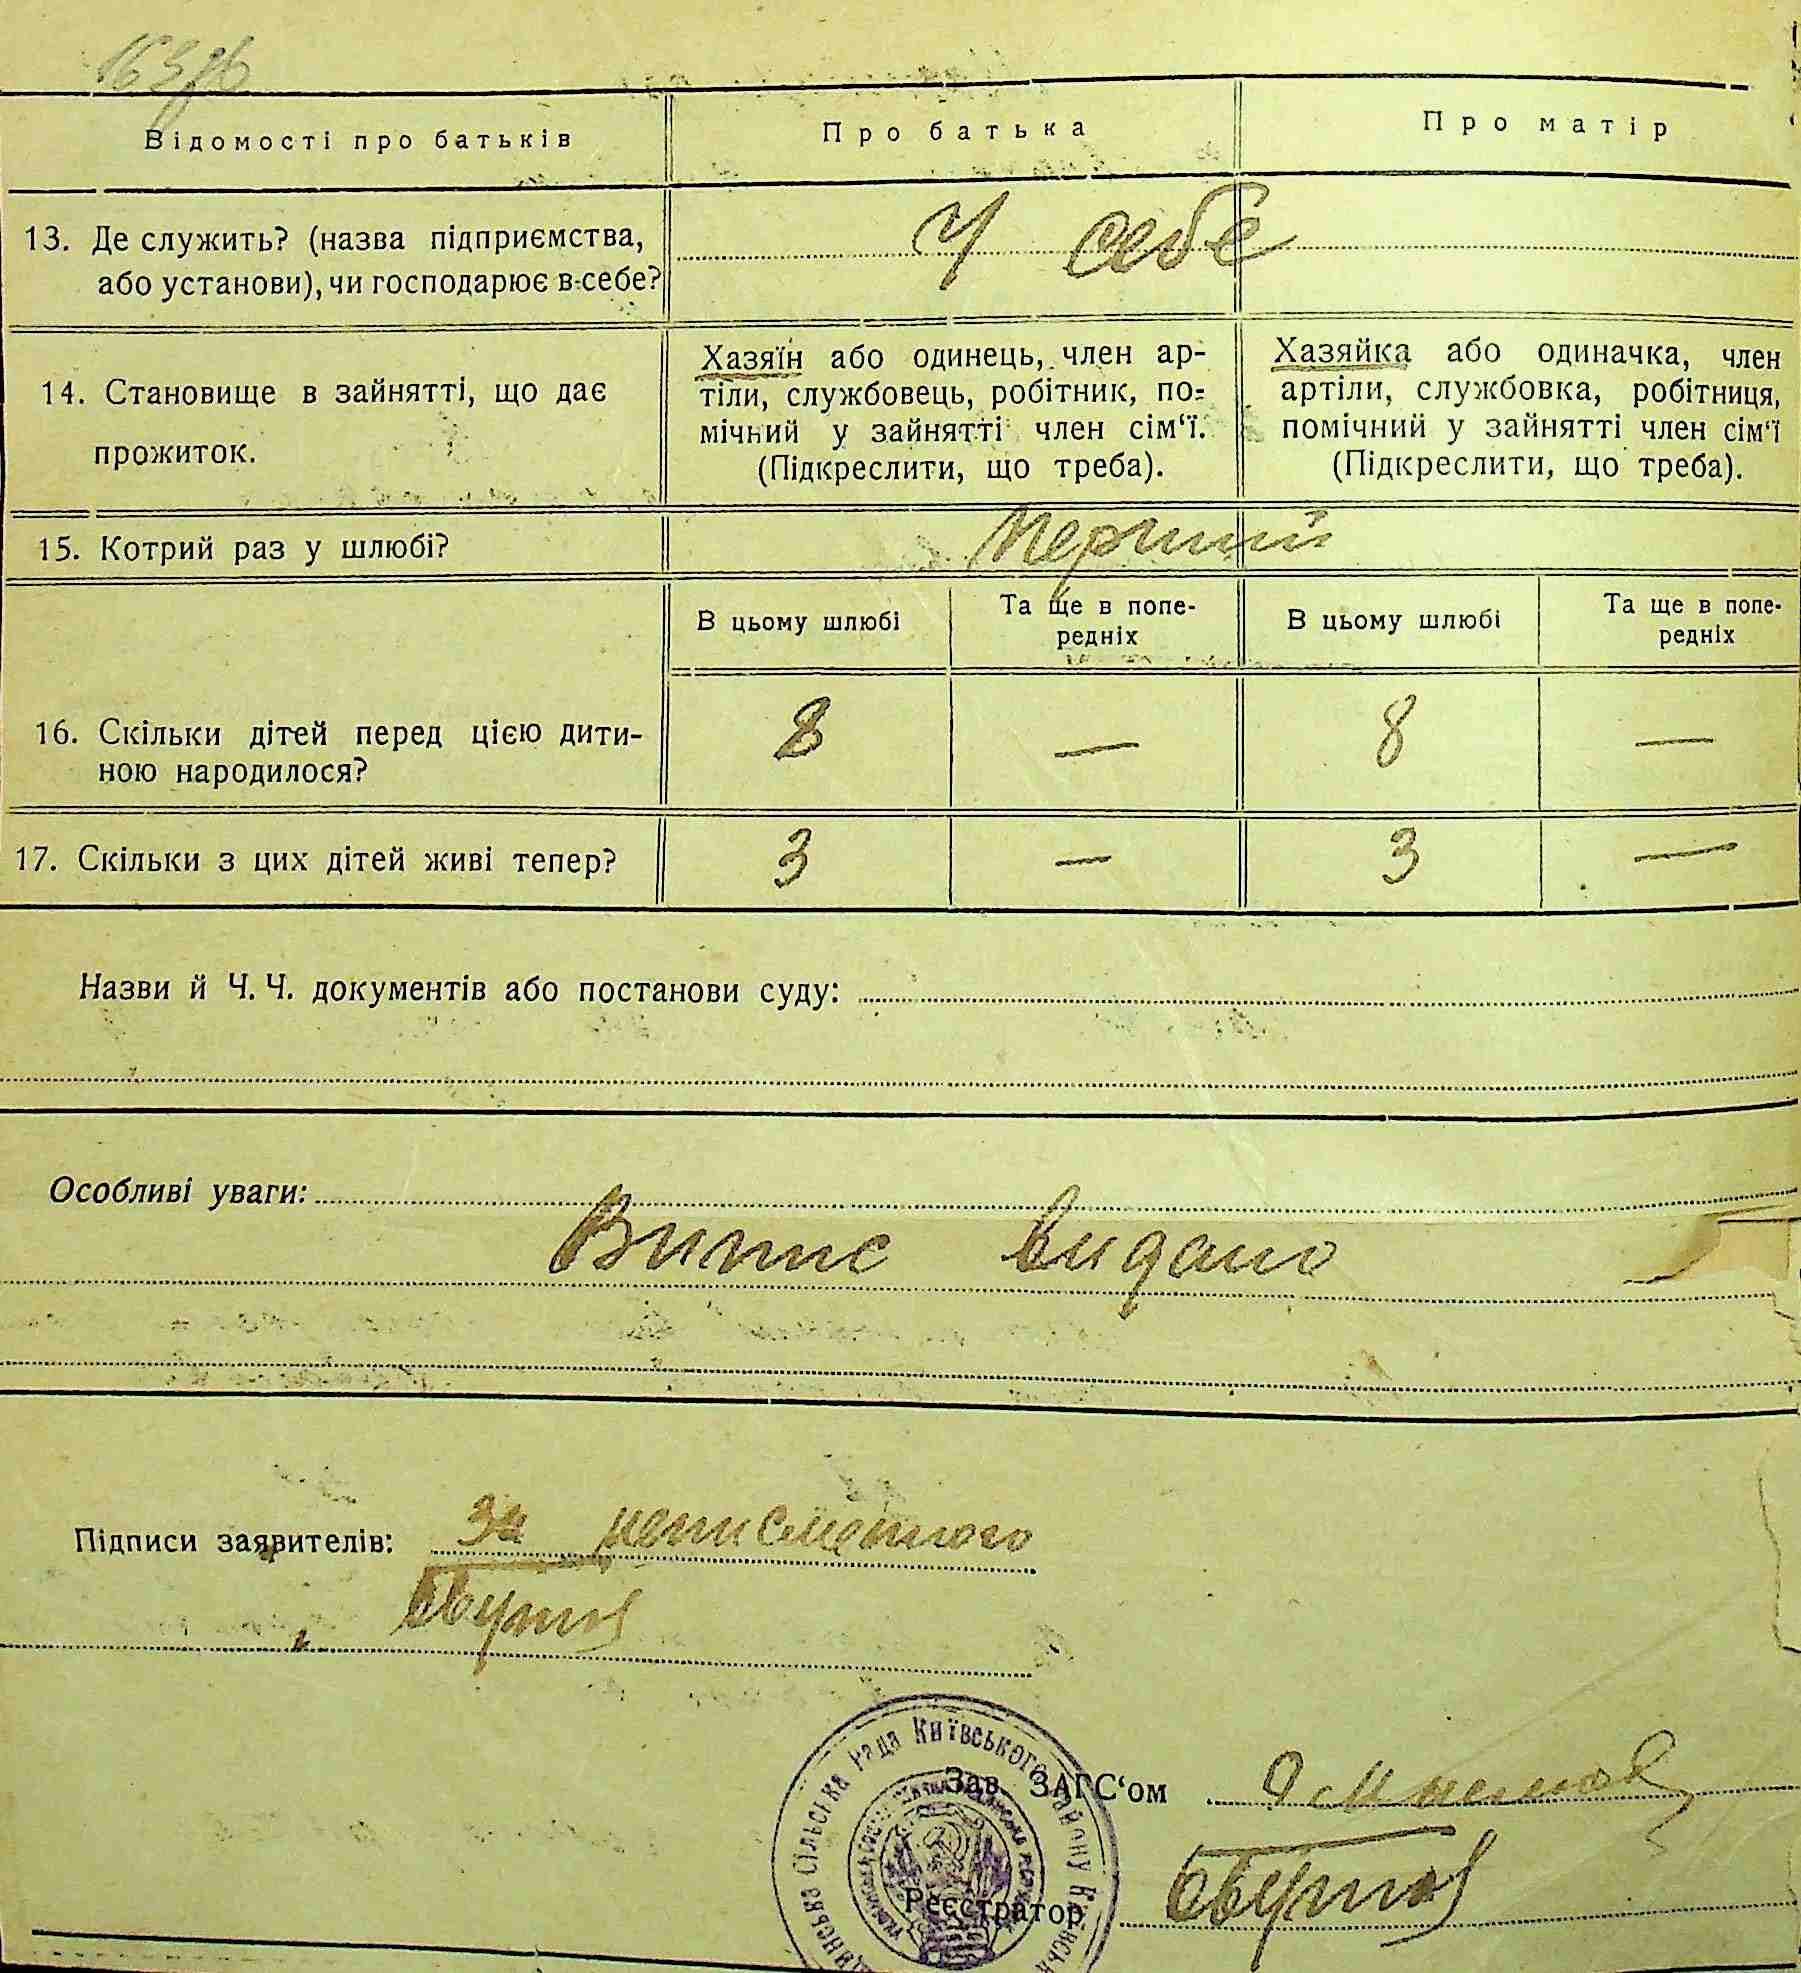 Відомості про батьків
Про батька
Про матір
13. Де служить? (назва підприємства,
або установи), чи господарює в-себе?
У себе
14. Становище в зайнятті, що дає
прожиток.
Хазяїн або одинець, член ар-
тіли, службовець, робітник, по-
мічний у зайнятті член сім‘ї.
(Підкреслити, що треба).
Хазяйка або одиначка, член
артіли, службовка, робітниця,
помічний у зайнятті член сім‘ї
(Підкреслити, що треба).
15. Котрий раз у шлюбі?
Перший
В цьому шлюбі
Та ще в попе-
редніх
В цьому шлюбі
Та ще в попе-
редніх
16. Скільки дітей перед цією дити-
ною народилося?
8 — 8 —
17. Скільки з цих дітей живі тепер?
3 — 3 —
Назви й Ч. Ч. документів або постанови суду:
Особливі уваги:
Випис видано
Підписи заявителів: За неписменного
Зав. ЗАГС‘ом
Реєстратор
Сільська Рада Київського Району